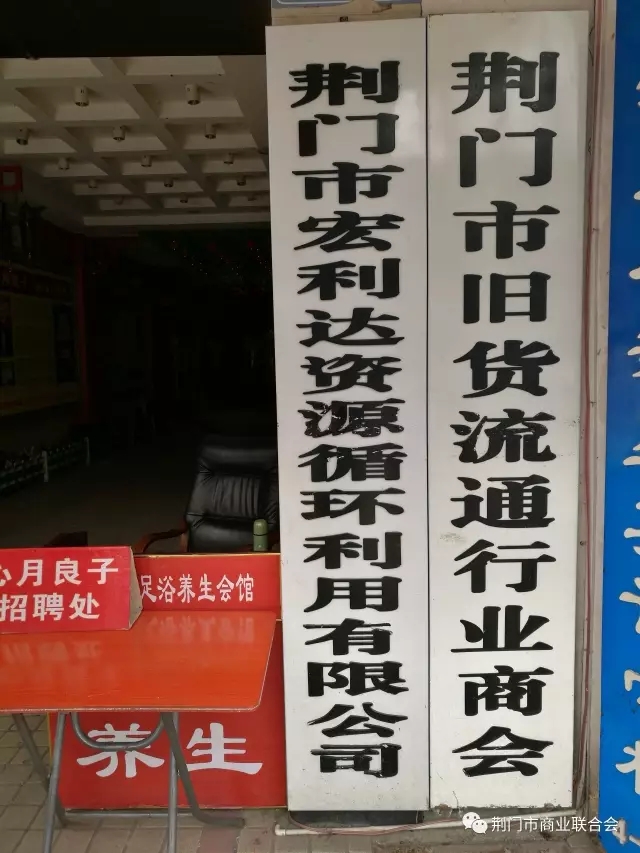 荆门市宏利达资源循环利用有限公司
荆门市旧货流通行业商会
心月良子
招聘处
足浴养生会馆
养生
荆门市商业联合会